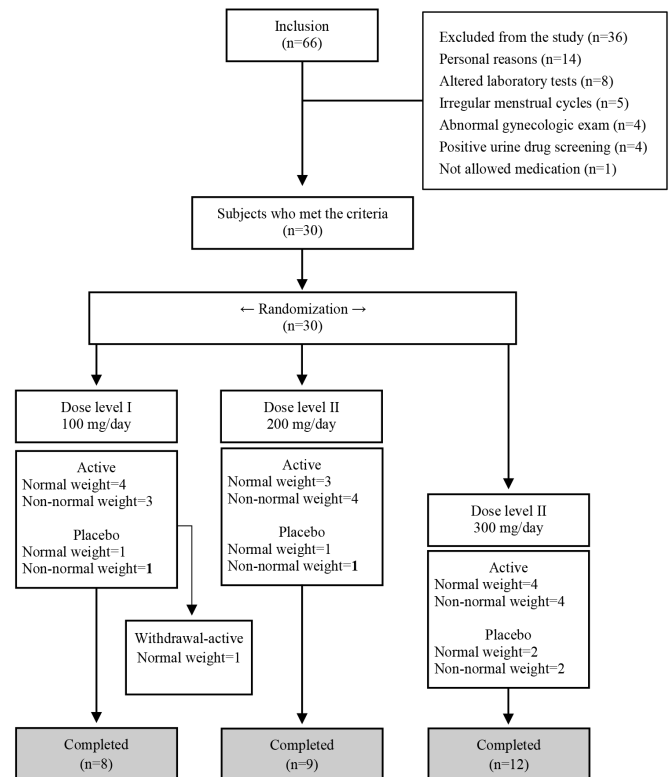 Inclusion
(n=66)
Excluded from the study (n=36)
Personal reasons (n=14)
Altered laboratory tests (n=8)
Irregular menstrual cycles (n=5)
Abnormal gynecologic exam (n=4)
Positive urine drug screening (n=4)
Not allowed medication (n=1)
Subjects who met the criteria
(n=30)
← Randomization →
(n=30)
Dose level I
100 mg/day
Active
Normal weight=4
Non-normal weight=3
Placebo
Normal weight=1
Non-normal weight=1
Withdrawal-active
Normal weight=1
Completed
(n=8)
Dose level II
200 mg/day
Active
Normal weight=3
Non-normal weight=4
Placebo
Normal weight=1
Non-normal weight=1
Completed
(n=9)
Dose level II
300 mg/day
Active
Normal weight=4
Non-normal weight=4
Placebo
Normal weight=2
Non-normal weight=2
Completed
(n=12)